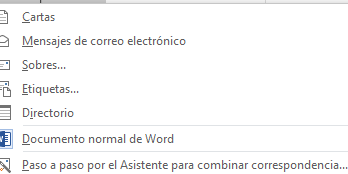 Cartas
Mensajes de correo electrónico
Sobres...
Etiquetas...
Directorio
Documento normal de Word
Paso a paso por el Asistente para combinar correspondencia...